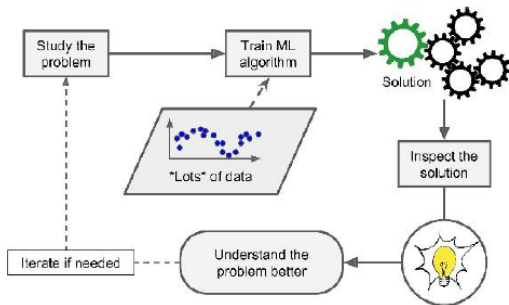 Study the
problem
Train ML
algorithm
Solution
*Lots* of data
Inspect the
solution
Understand the
problem better
Iterate if needed